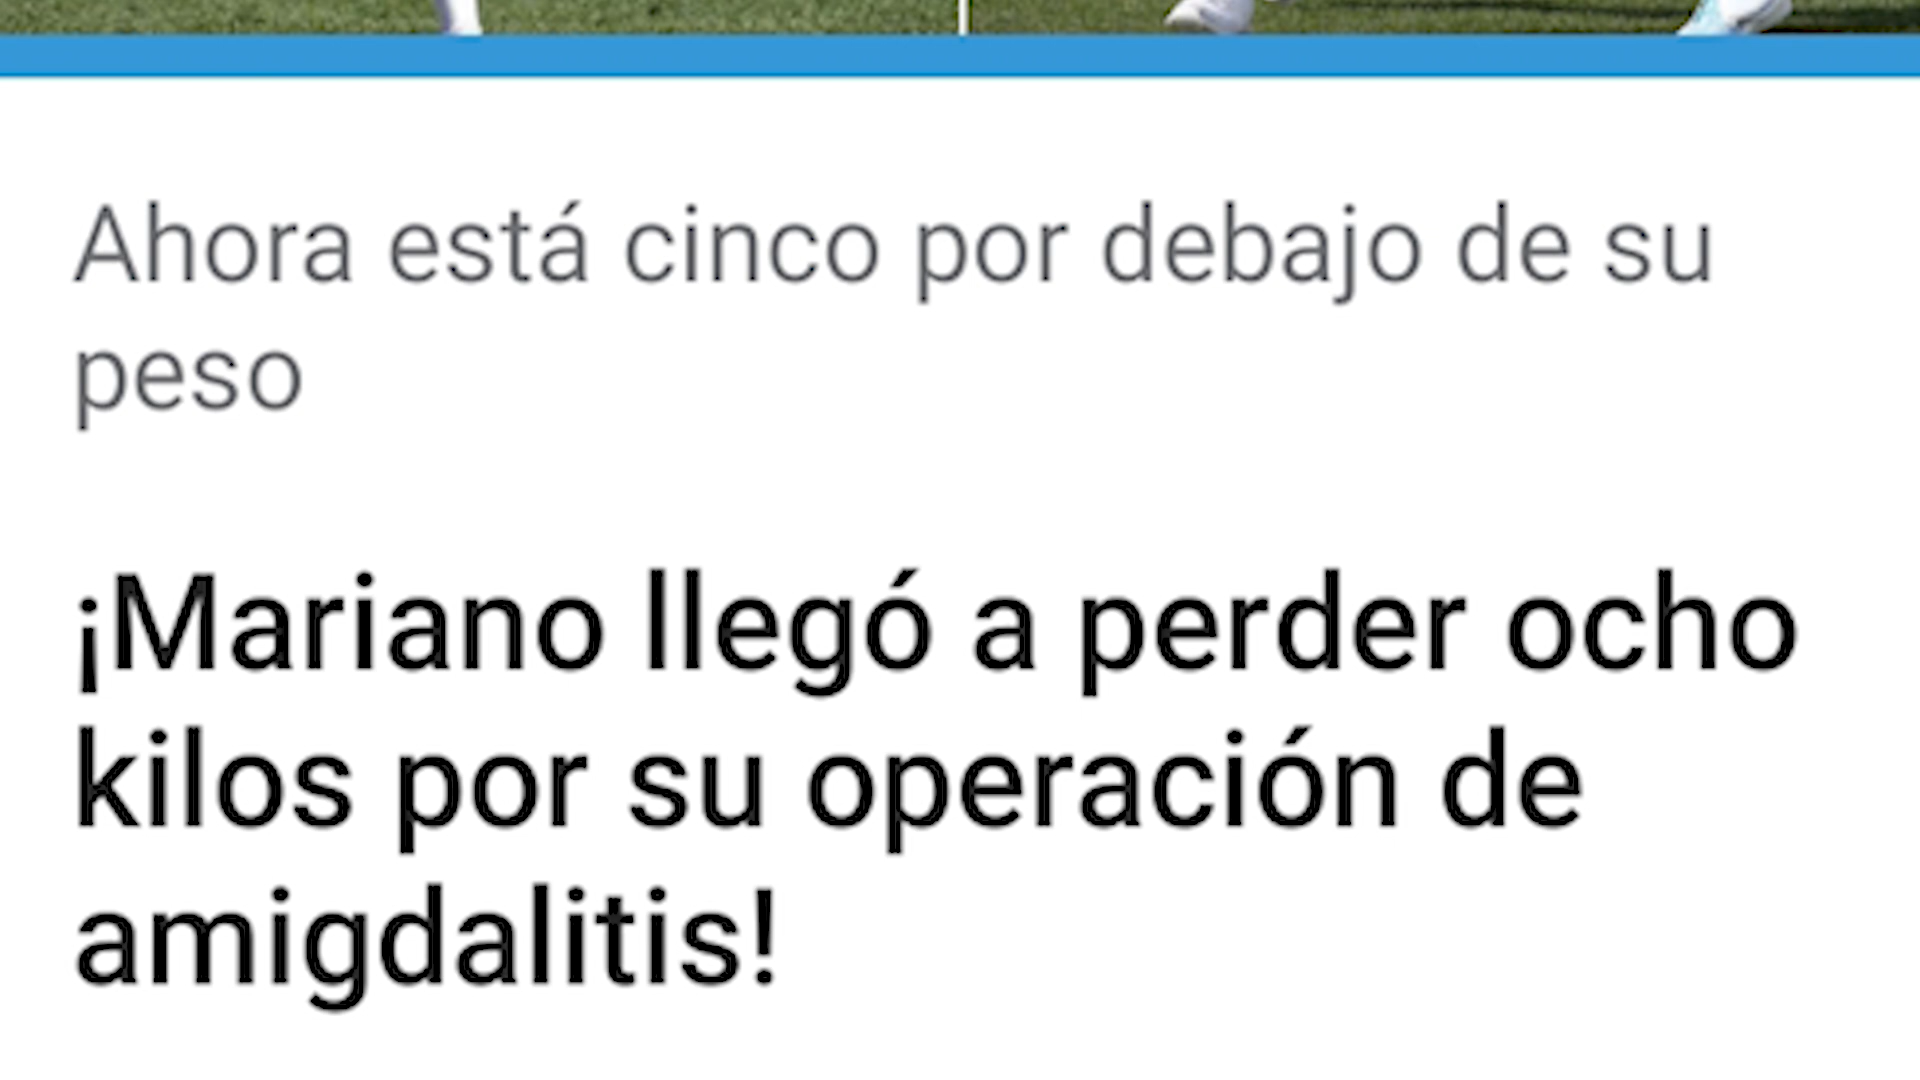 Ahora está cinco por debajo de su
peso
¡Mariano llegó a perder ocho
kilos por su operación de
amigdalitis!